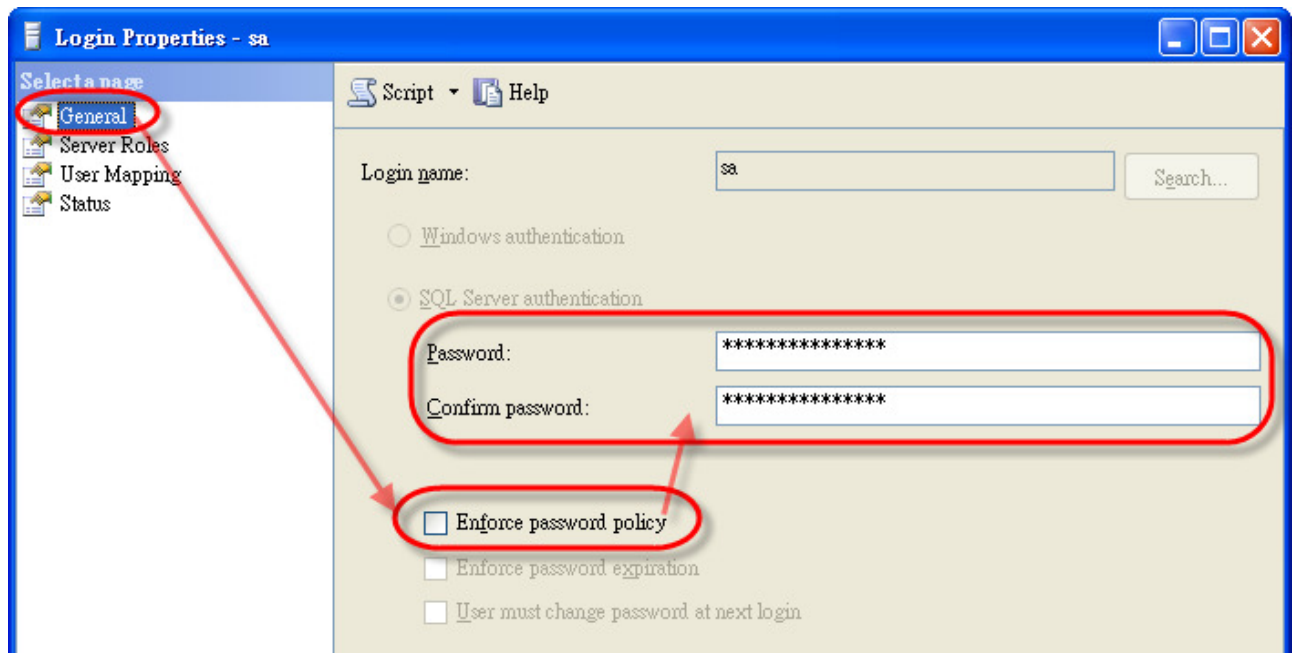 Login Properties - sa
Select a page
General
Server Roles
User Mapping
Status
Script Help
Login name: sa Search...
Windows authentication
SQL Server authentication
Password: ***************
Confirm password: ***************
Enforce password policy
Enforce password expiration
User must change password at next login